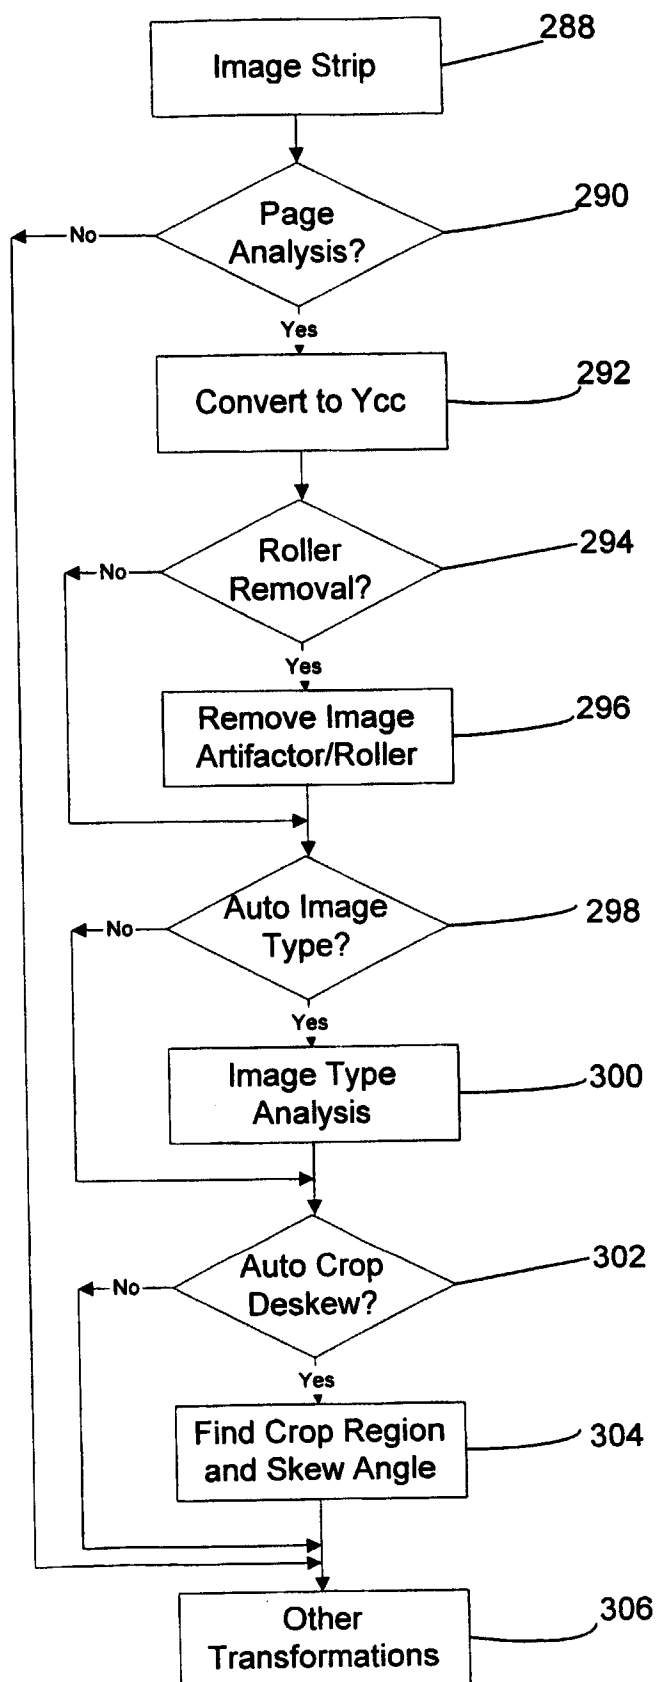 Image Strip
288
Page
Analysis?
290
No
Yes
Convert to Ycc
292
Roller
Removal?
294
No
Yes
Remove Image
Artifactor/Roller
296
Auto Image
Type?
298
No
Yes
Image Type
Analysis
300
Auto Crop
Deskew?
302
No
Yes
Find Crop Region
and Skew Angle
304
Other
Transformations
306